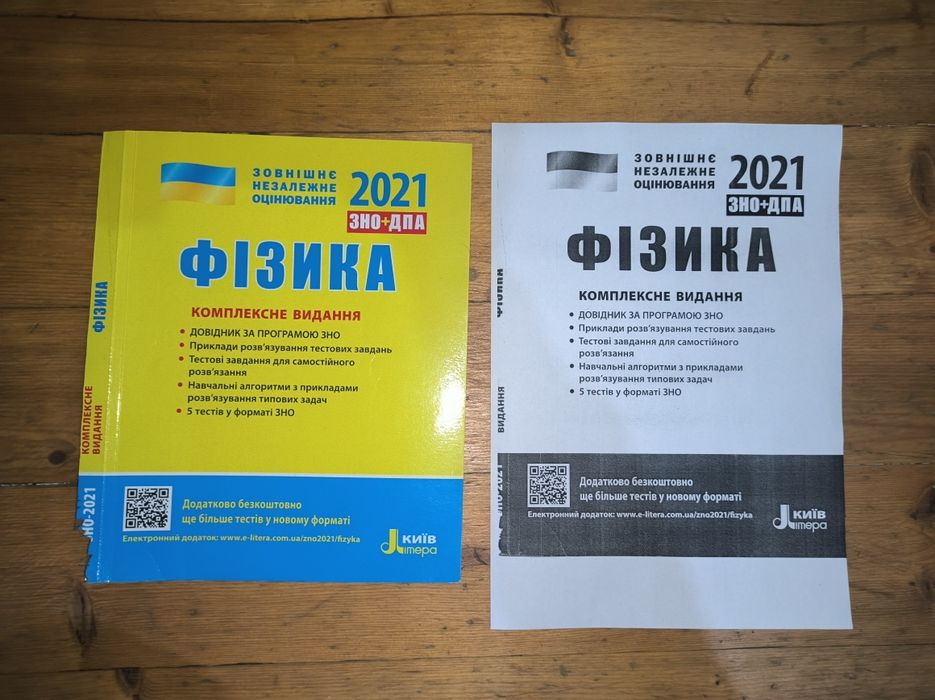 ЗОВНІШНЄ
НЕЗАЛЕЖНЕ
ОЦІНЮВАННЯ
2021
ЗНО+ДПА
ФІЗИКА
КОМПЛЕКСНЕ ВИДАННЯ
• ДОВІДНИК ЗА ПРОГРАМОЮ ЗНО
• Приклади розв'язування тестових завдань
• Тестові завдання для самостійного
розв'язання
• Навчальні алгоритми з прикладами
розв'язування типових задач
• 5 тестів у форматі ЗНО
Додатково безкоштовно
ще більше тестів у новому форматі
Електронний додаток: www.e-litera.com.ua/zno2021/fizyka
КИЇВ
Літера
ФІЗИКА
КОМПЛЕКСНЕ
ВИДАННЯ
НО-2021
ЗОВНІШНЄ
НЕЗАЛЕЖНЕ
ОЦІНЮВАННЯ
2021
ЗНО+ДПА
ФІЗИКА
КОМПЛЕКСНЕ ВИДАННЯ
• ДОВІДНИК ЗА ПРОГРАМОЮ ЗНО
• Приклади розв'язування тестових завдань
• Тестові завдання для самостійного
розв'язання
• Навчальні алгоритми з прикладами
розв'язування типових задач
• 5 тестів у форматі ЗНО
Додатково безкоштовно
ще більше тестів у новому форматі
Електронний додаток: www.e-litera.com.ua/zno2021/fizyka
КИЇВ
Літера
ФІЗИКА
ВИДАННЯ